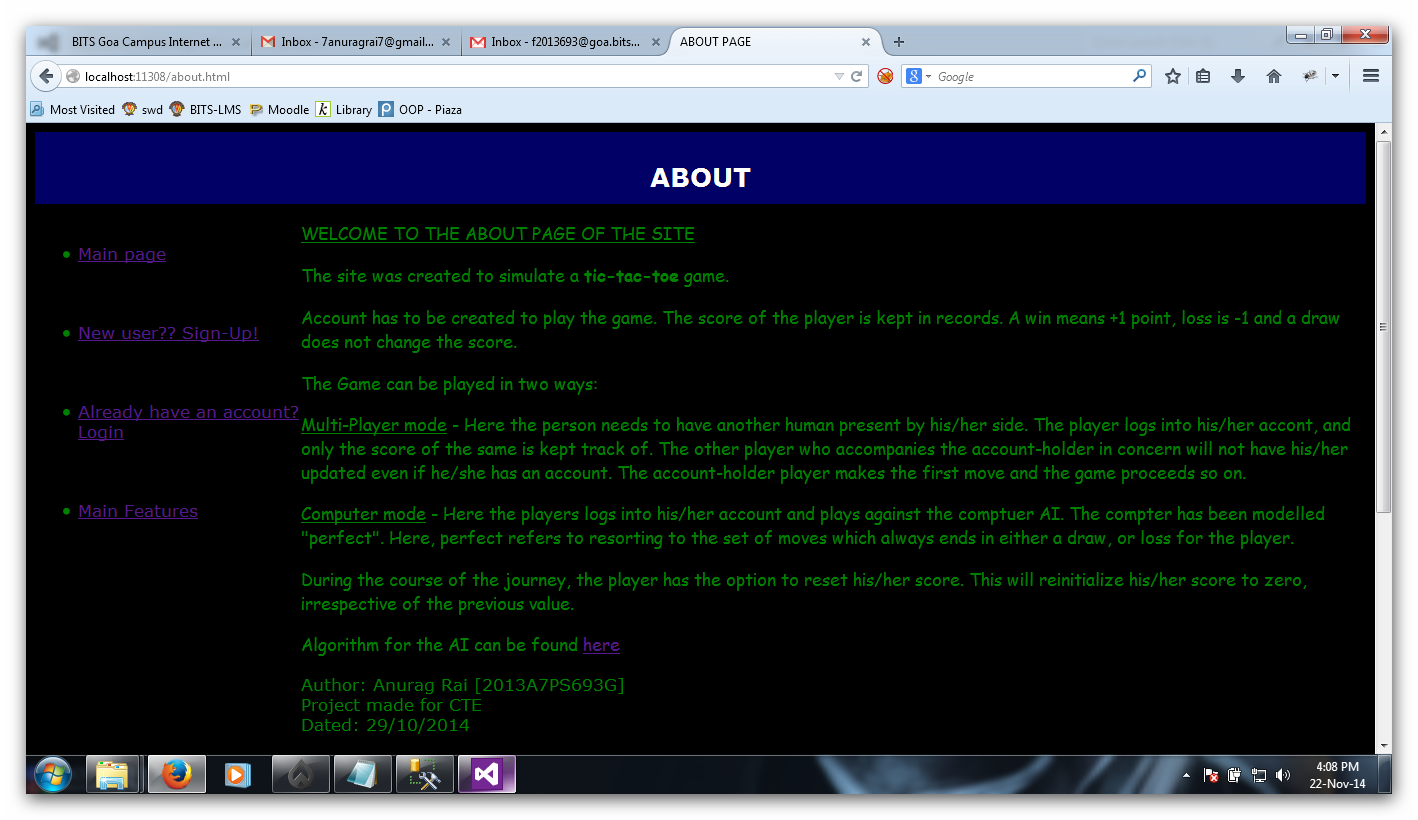 BITS Goa Campus Internet ...
Inbox - 7anuragrai7@gmail...
Inbox - f2013693@goa.bits...
ABOUT PAGE
localhost:11308/about.html
Google
Most Visited
swd
BITS-LMS
Moodle
Library
OOP - Piaza
ABOUT
Main page
New user?? Sign-Up!
Already have an account?
Login
Main Features
WELCOME TO THE ABOUT PAGE OF THE SITE
The site was created to simulate a tic-tac-toe game.
Account has to be created to play the game. The score of the player is kept in records. A win means +1 point, loss is -1 and a draw
does not change the score.
The Game can be played in two ways:
Multi-Player mode - Here the person needs to have another human present by his/her side. The player logs into his/her accont, and
only the score of the same is kept track of. The other player who accompanies the account-holder in concern will not have his/her
updated even if he/she has an account. The account-holder player makes the first move and the game proceeds so on.
Computer mode - Here the players logs into his/her account and plays against the comptuer AI. The compter has been modelled
"perfect". Here, perfect refers to resorting to the set of moves which always ends in either a draw, or loss for the player.
During the course of the journey, the player has the option to reset his/her score. This will reinitialize his/her score to zero,
irrespective of the previous value.
Algorithm for the AI can be found here
Author: Anurag Rai [2013A7PS693G]
Project made for CTE
Dated: 29/10/2014
4:08 PM
22-Nov-14